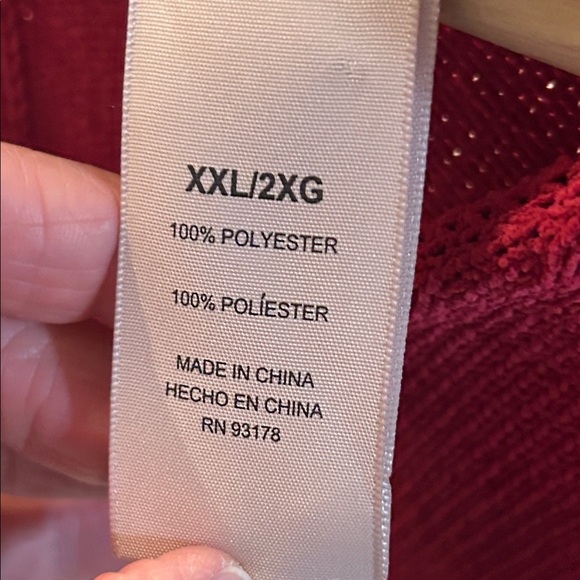 XXL/2XG
100% POLYESTER
100% POLÍESTER
MADE IN CHINA
HECHO EN CHINA
RN 93178